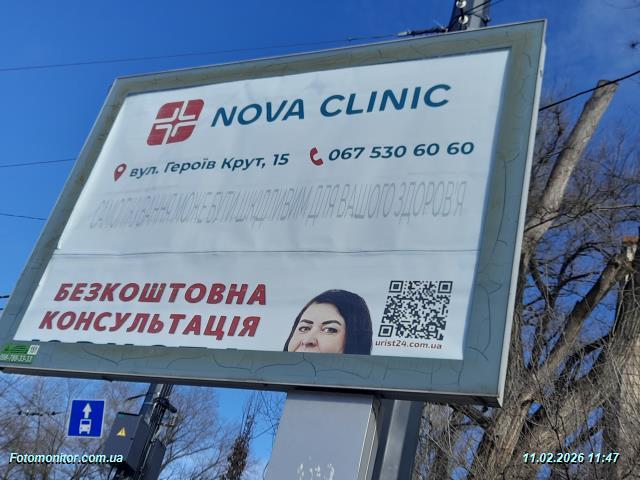 NOVA CLINIC
вул. Героїв Крут, 15 067 530 60 60
САМОЛІКУВАННЯ МОЖЕ БУТИ ШКІДЛИВИМ ДЛЯ ВАШОГО ЗДОРОВ'Я
БЕЗКОШТОВНА
КОНСУЛЬТАЦІЯ
urist24.com.ua
Fotomonitor.com.ua
11.02.2026 11:47